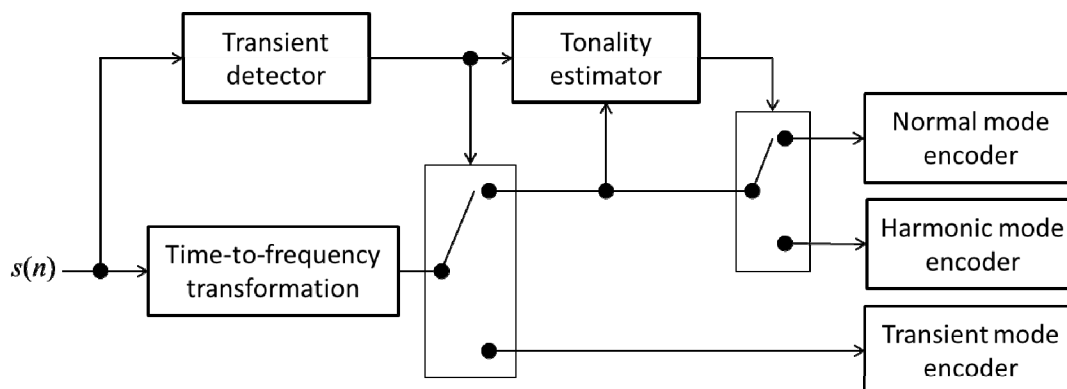 Transient
detector
Tonality
estimator
Normal mode
encoder
Harmonic mode
encoder
s(n)
Time-to-frequency
transformation
Transient mode
encoder